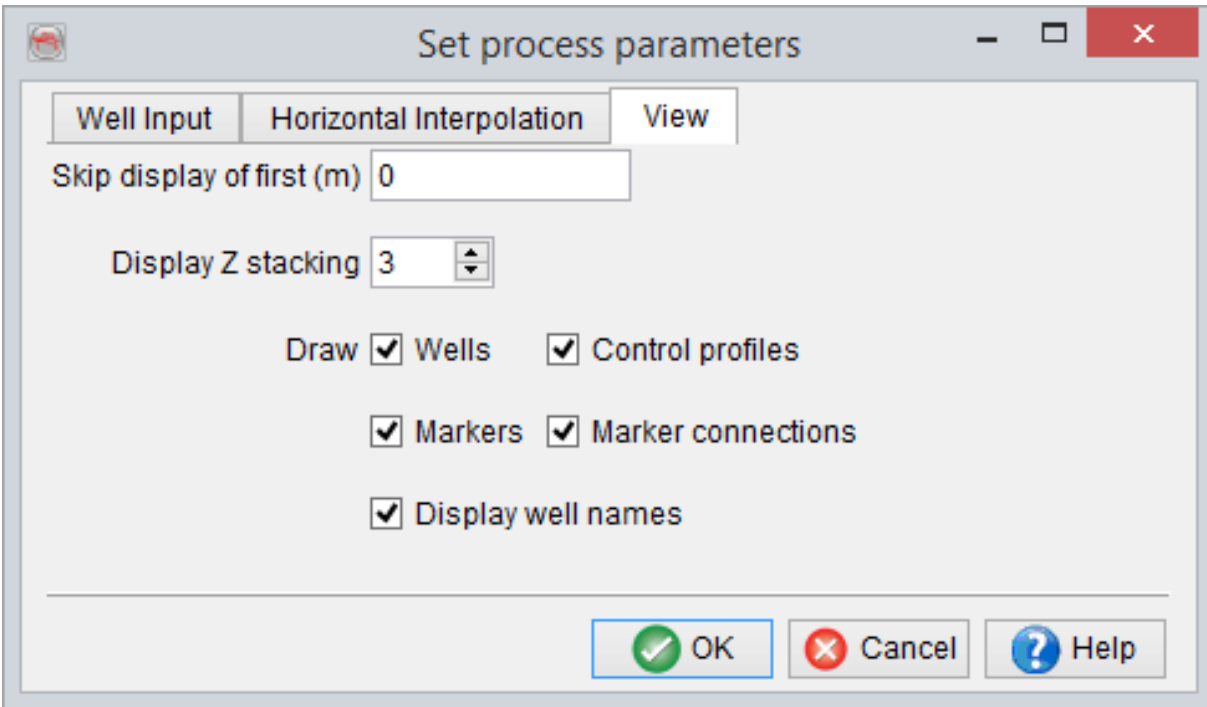 Set process parameters
Well Input Horizontal Interpolation View
Skip display of first (m) 0
Display Z stacking 3
Draw Wells Control profiles
Markers Marker connections
Display well names
OK Cancel Help